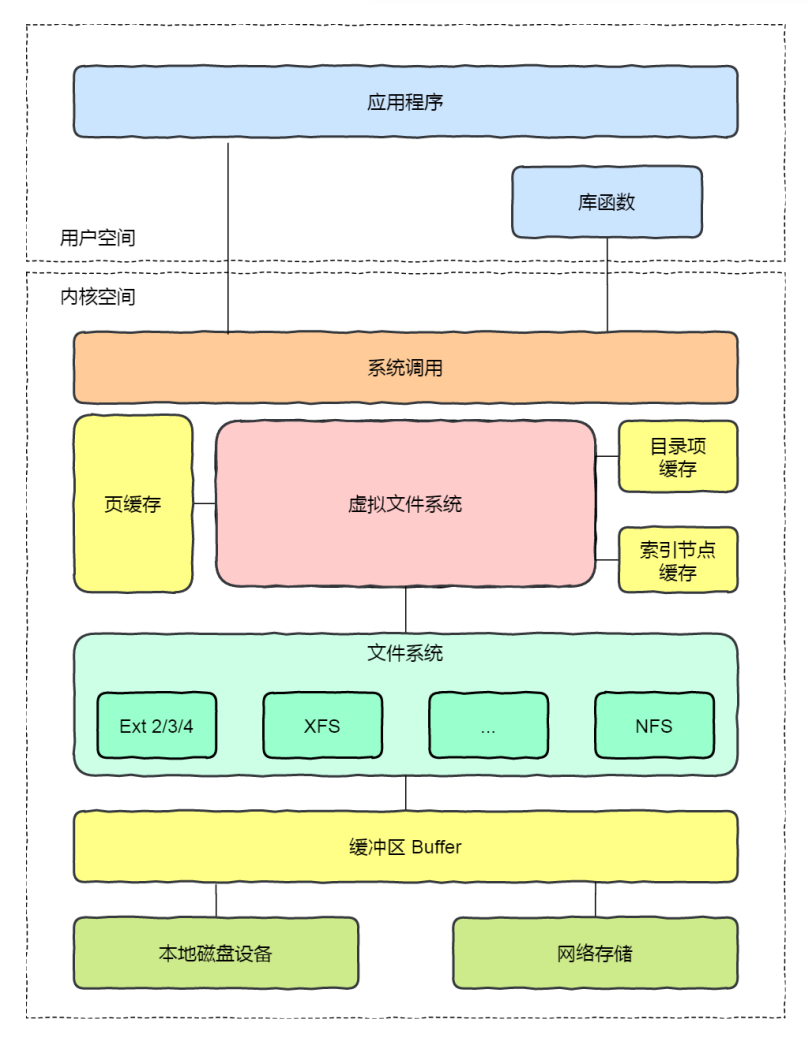 应用程序
库函数
用户空间
内核空间
系统调用
页缓存
虚拟文件系统
目录项
缓存
索引节点
缓存
文件系统
Ext 2/3/4
XFS
...
NFS
缓冲区 Buffer
本地磁盘设备
网络存储